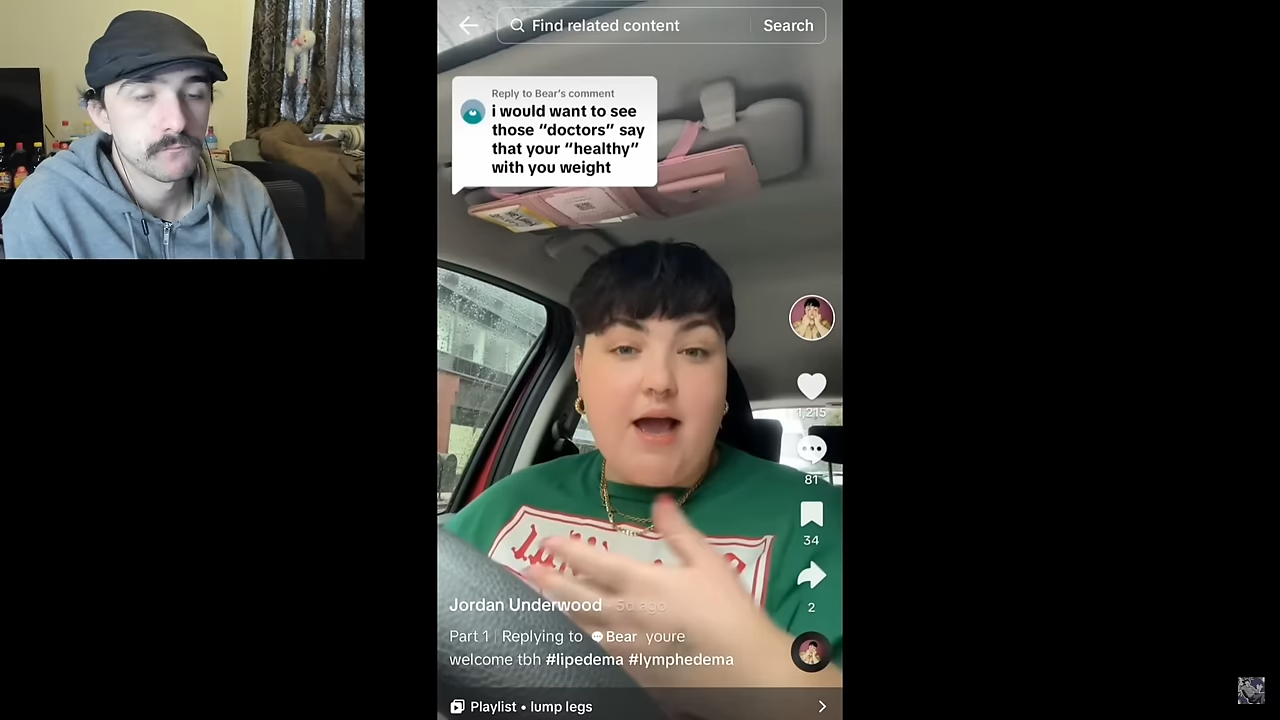 Find related content
Search
Reply to Bear's comment
i would want to see
those "doctors" say
that your "healthy"
with you weight
1,215
81
34
2
Jordan Underwood · 5d ago
Part 1 | Replying to Bear youre
welcome tbh #lipedema #lymphedema
Playlist • lump legs